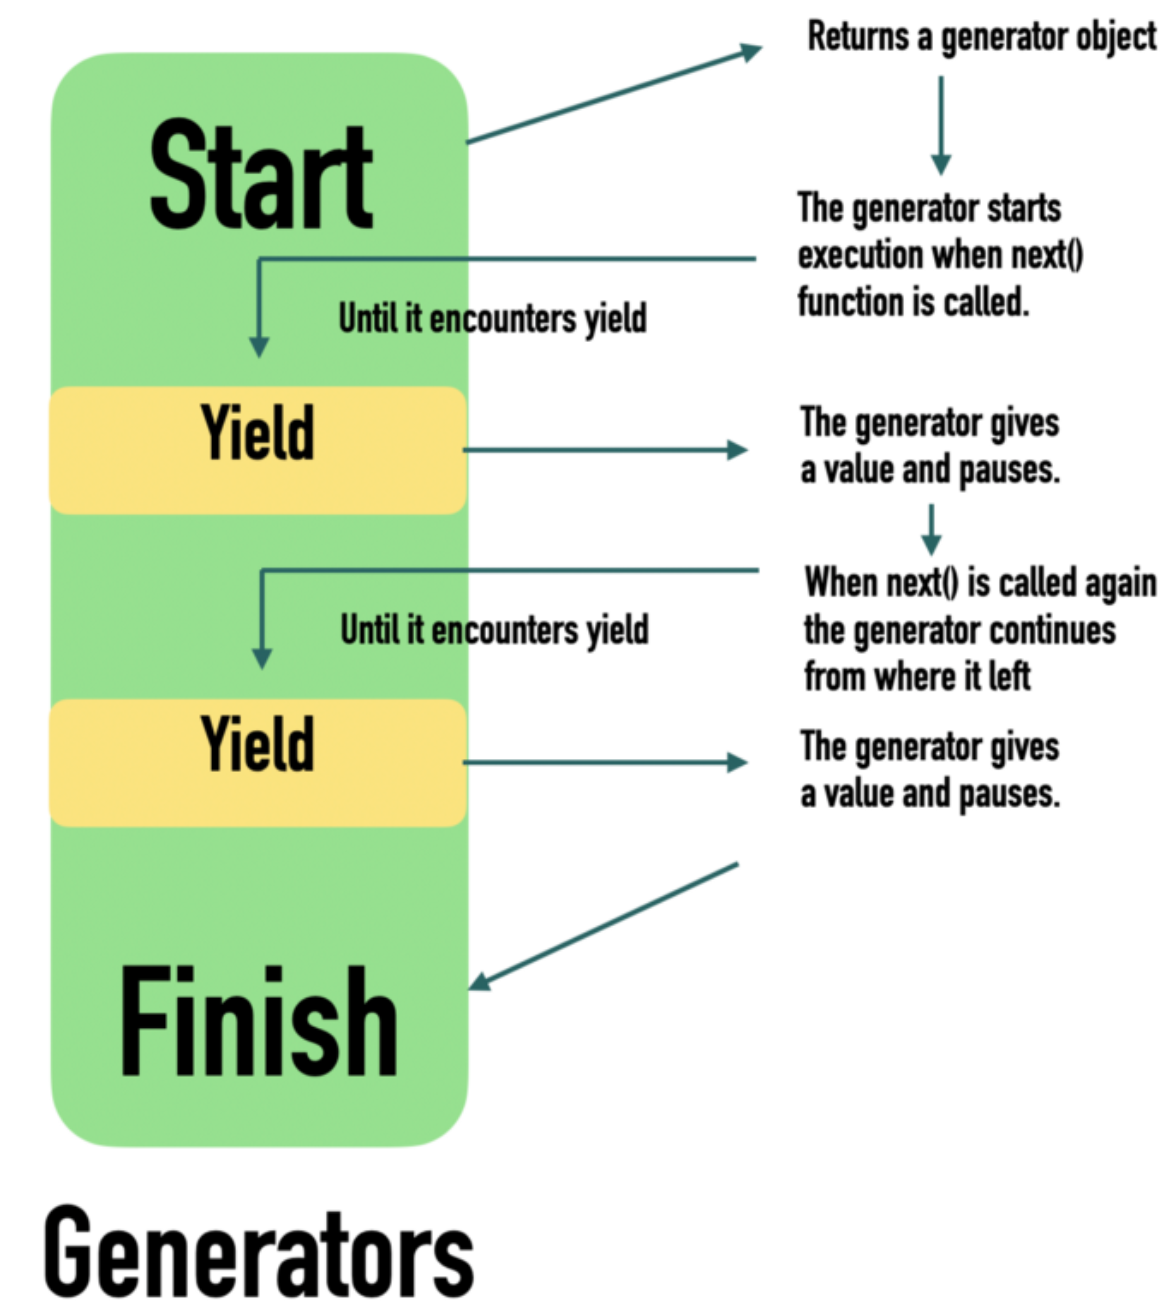 Returns a generator object
Start
The generator starts
execution when next()
function is called.
Until it encounters yield
Yield
The generator gives
a value and pauses.
When next() is called again
the generator continues
from where it left
Until it encounters yield
Yield
The generator gives
a value and pauses.
Finish
Generators